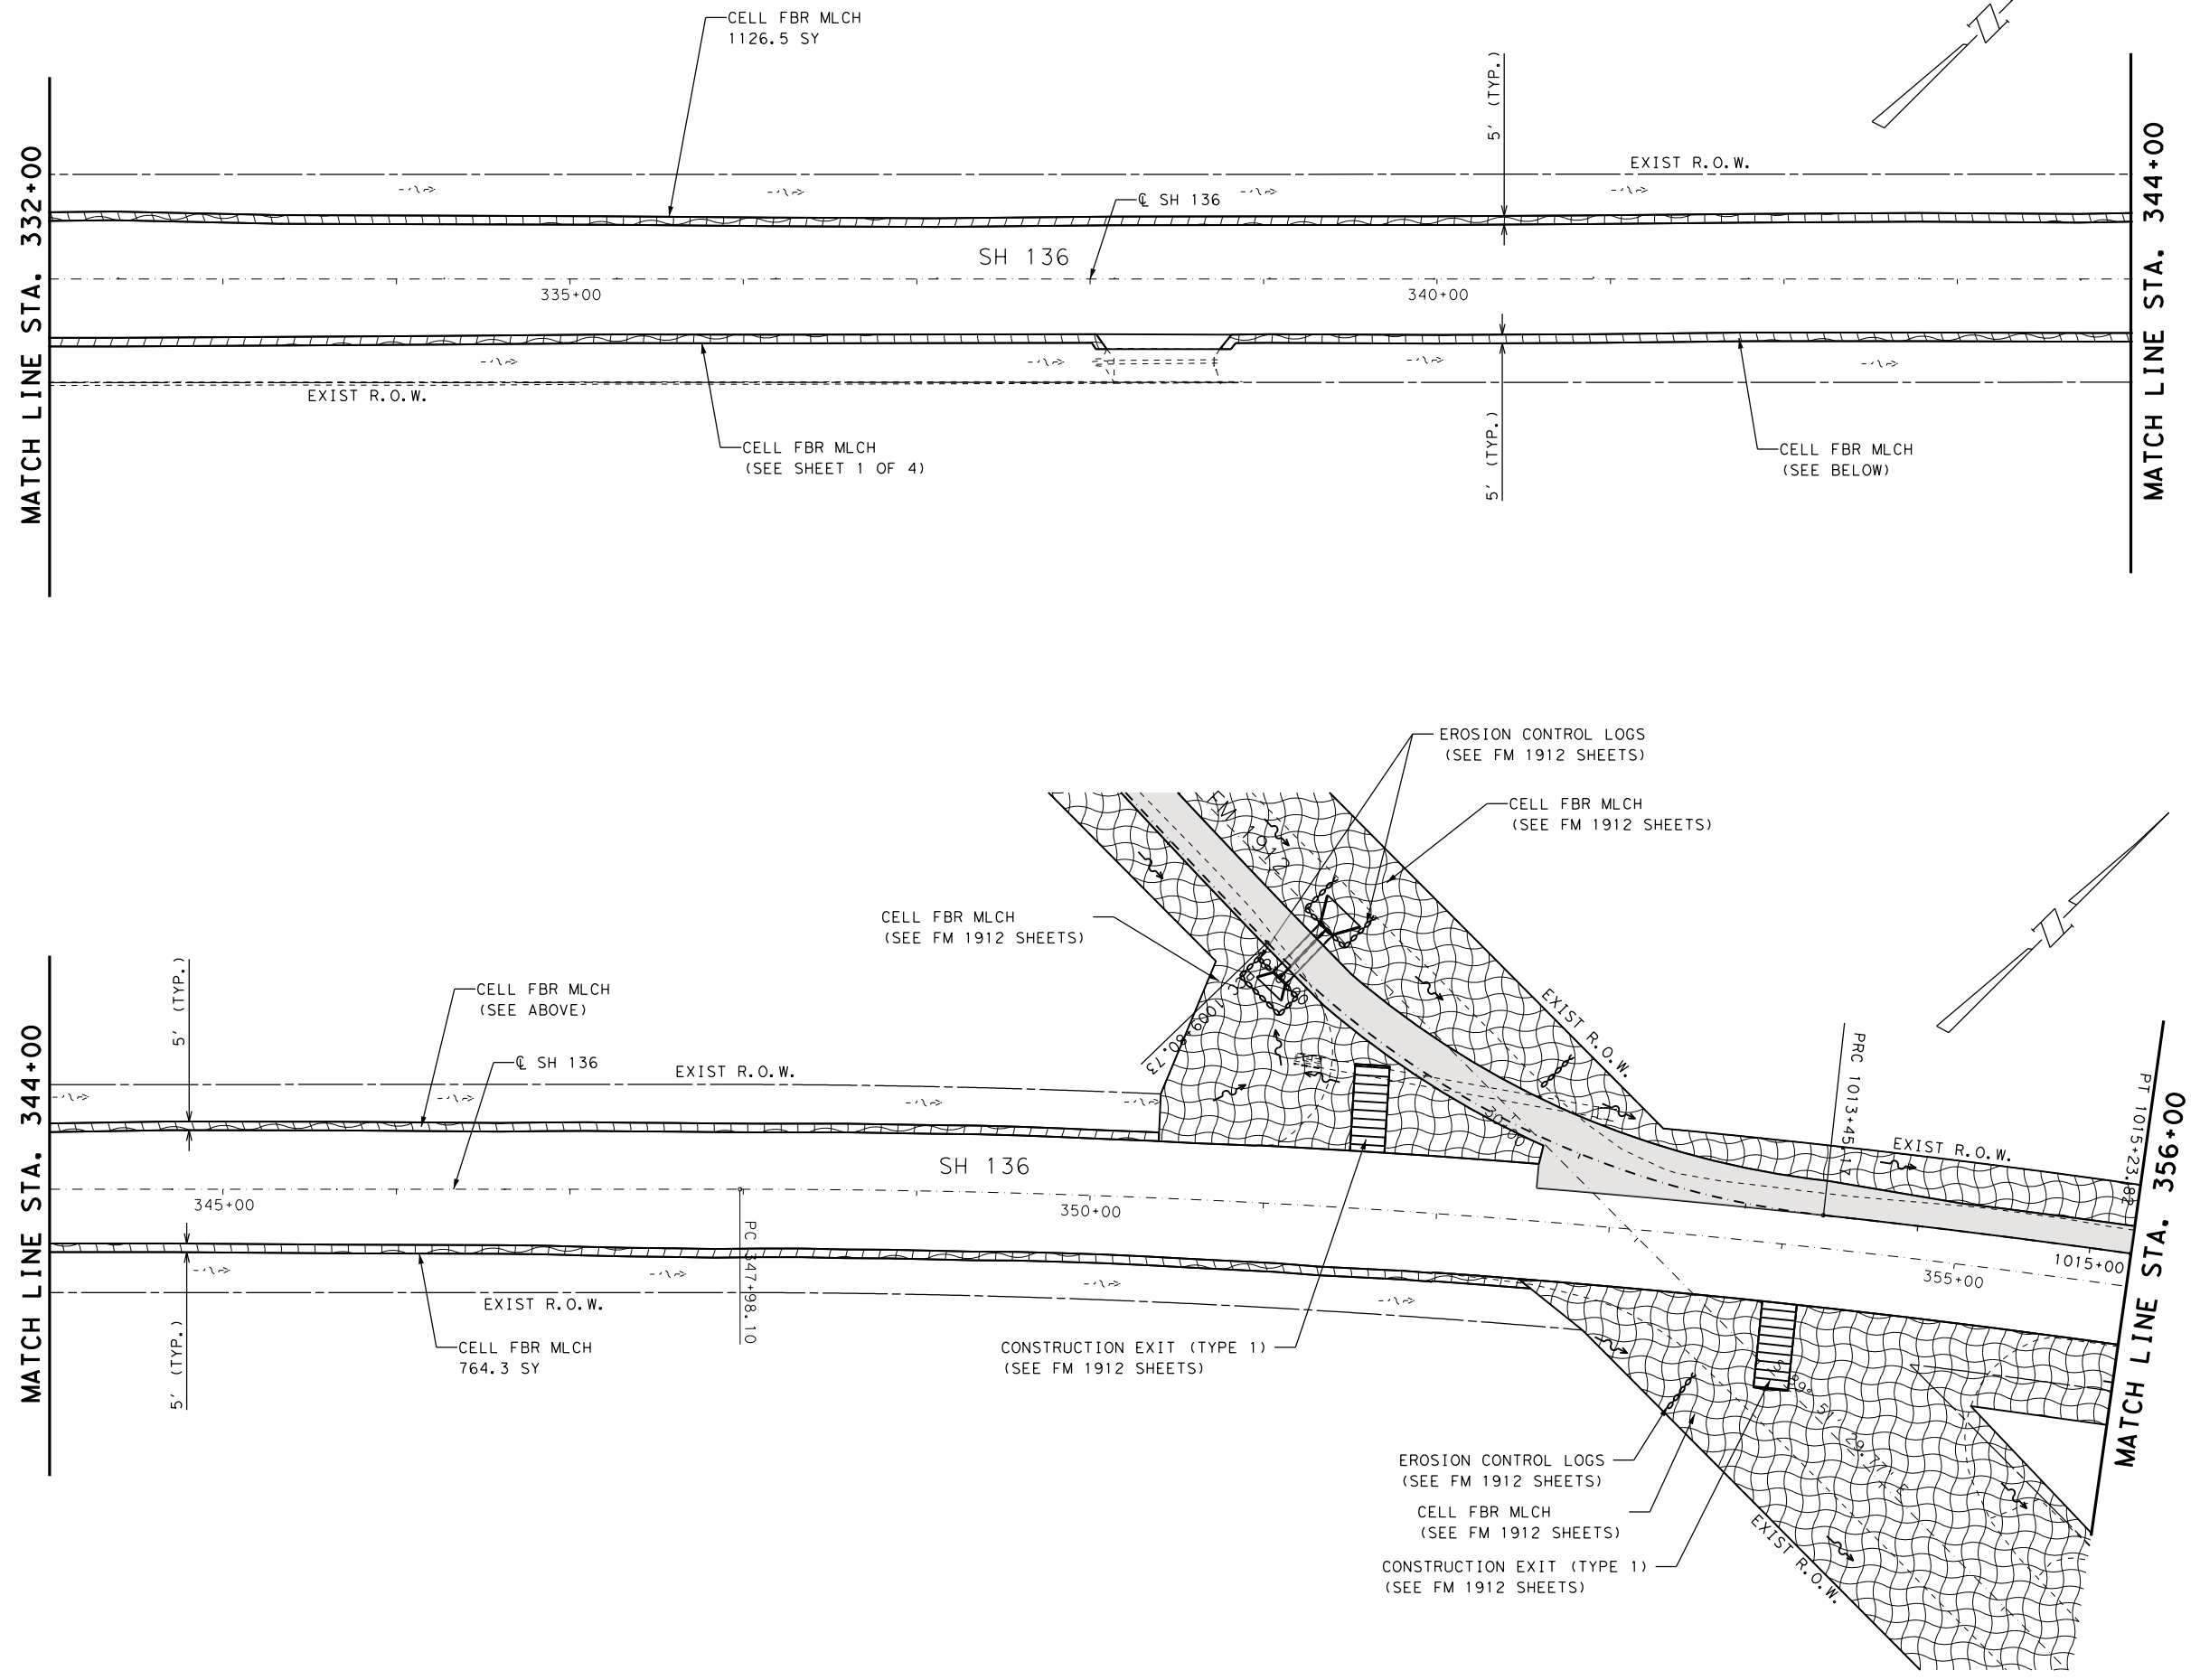 CELL FBR MLCH
1126.5 SY
5' (TYP.)
EXIST R.O.W.
℄ SH 136
SH 136
335+00
340+00
MATCH LINE STA. 332+00
MATCH LINE STA. 344+00
EXIST R.O.W.
CELL FBR MLCH
(SEE SHEET 1 OF 4)
5' (TYP.)
CELL FBR MLCH
(SEE BELOW)
EROSION CONTROL LOGS
(SEE FM 1912 SHEETS)
CELL FBR MLCH
(SEE FM 1912 SHEETS)
FM 1912
CELL FBR MLCH
(SEE FM 1912 SHEETS)
5' (TYP.)
CELL FBR MLCH
(SEE ABOVE)
℄ SH 136
EXIST R.O.W.
EXIST R.O.W.
PRC 1013+45.17
PT 1015+23.82
EXIST R.O.W.
SH 136
345+00
350+00
355+00
1015+00
MATCH LINE STA. 344+00
MATCH LINE STA. 356+00
PC 347+98.10
EXIST R.O.W.
5' (TYP.)
CELL FBR MLCH
764.3 SY
CONSTRUCTION EXIT (TYPE 1)
(SEE FM 1912 SHEETS)
EROSION CONTROL LOGS
(SEE FM 1912 SHEETS)
CELL FBR MLCH
(SEE FM 1912 SHEETS)
CONSTRUCTION EXIT (TYPE 1)
(SEE FM 1912 SHEETS)
EXIST R.O.W.